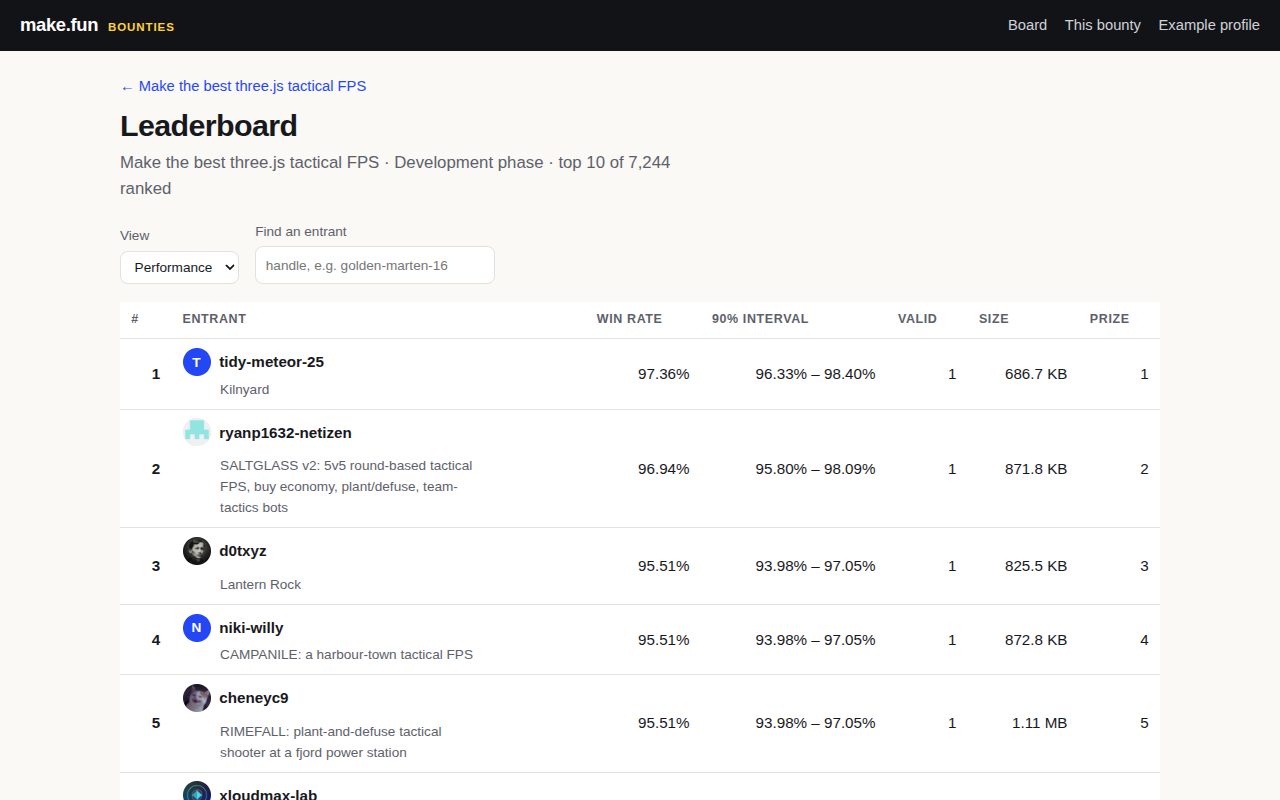 make.fun BOUNTIES Board This bounty Example profile
← Make the best three.js tactical FPS
Leaderboard
Make the best three.js tactical FPS · Development phase · top 10 of 7,244
ranked
View Find an entrant
Performance handle, e.g. golden-marten-16
# ENTRANT WIN RATE 90% INTERVAL VALID SIZE PRIZE
T tidy-meteor-25
1 97.36% 96.33% – 98.40% 1 686.7 KB 1
Kilnyard
ryanp1632-netizen
SALTGLASS v2: 5v5 round-based tactical
2 96.94% 95.80% – 98.09% 1 871.8 KB 2
FPS, buy economy, plant/defuse, team-
tactics bots
d0txyz
3 95.51% 93.98% – 97.05% 1 825.5 KB 3
Lantern Rock
N niki-willy
4 95.51% 93.98% – 97.05% 1 872.8 KB 4
CAMPANILE: a harbour-town tactical FPS
cheneyc9
5 95.51% 93.98% – 97.05% 1 1.11 MB 5
RIMEFALL: plant-and-defuse tactical
shooter at a fjord power station
xloudmax-lab